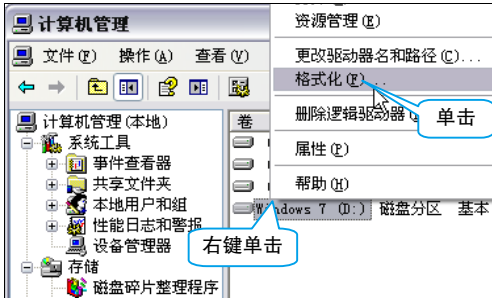 计算机管理
文件(F) 操作(A) 查看(V)
计算机管理(本地)
系统工具
事件查看器
共享文件夹
本地用户和组
性能日志和警报
设备管理器
存储
磁盘碎片整理程序
卷
Windows 7 (D:) 磁盘分区 基本
资源管理(E)
更改驱动器名和路径(C)...
格式化(F)...
删除逻辑驱动器
属性(P)
帮助(H)
单击
右键单击